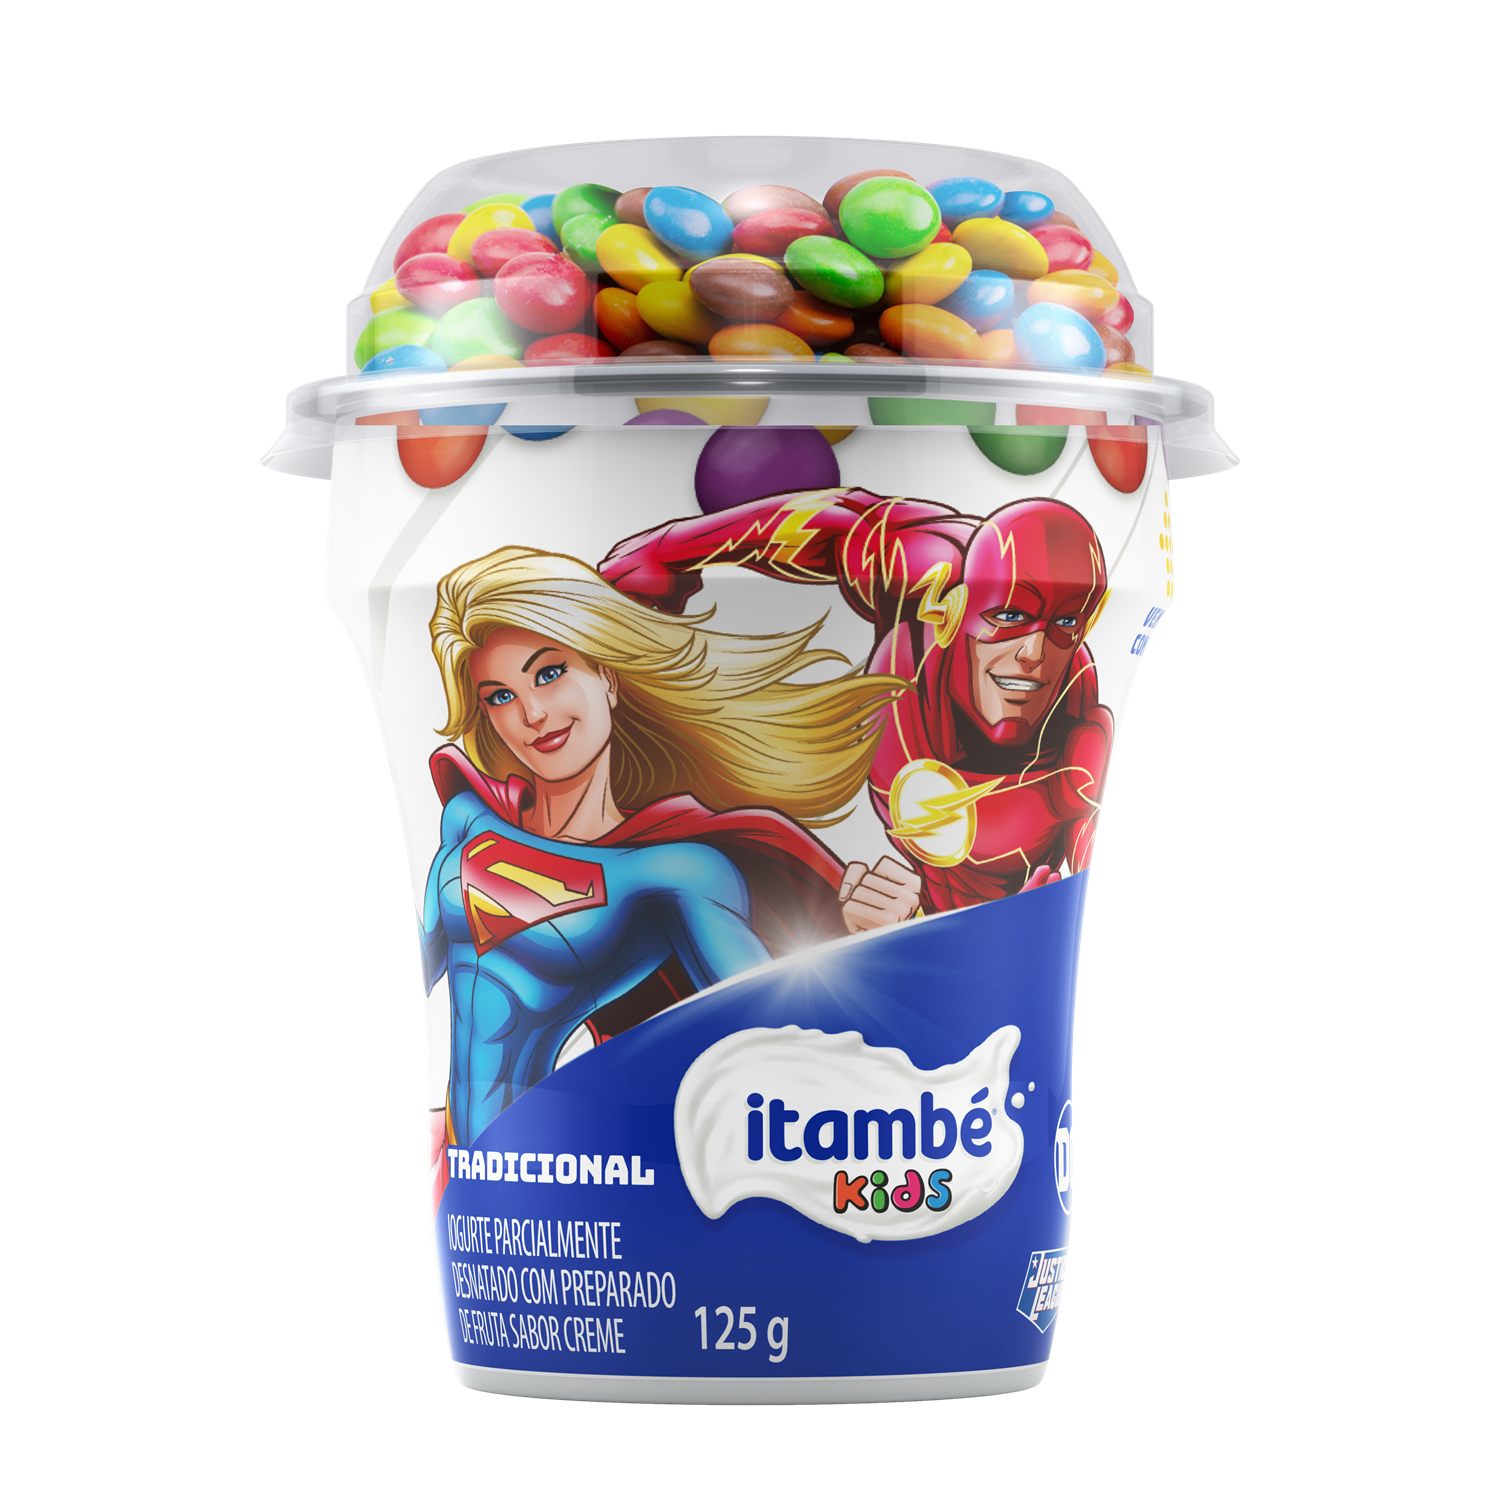 itambé
KIDS
TRADICIONAL
IOGURTE PARCIALMENTE
DESNATADO COM PREPARADO
DE FRUTA SABOR CREME
125 g